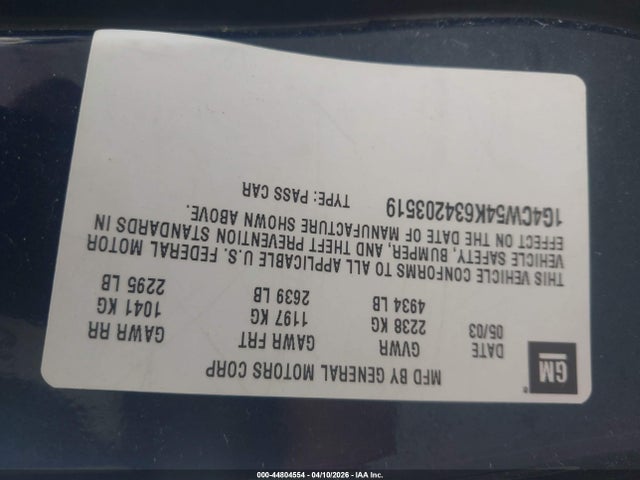 MFD BY GENERAL MOTORS CORP
GM
DATE GVWR GAWR FRT GAWR RR
05/03 2238 KG 1197 KG 1041 KG
4934 LB 2639 LB 2295 LB
THIS VEHICLE CONFORMS TO ALL APPLICABLE U.S. FEDERAL MOTOR
VEHICLE SAFETY, BUMPER, AND THEFT PREVENTION STANDARDS IN
EFFECT ON THE DATE OF MANUFACTURE SHOWN ABOVE.
1G4CW54K634203519 TYPE: PASS CAR
000-44804554 - 04/10/2026 - IAA Inc.